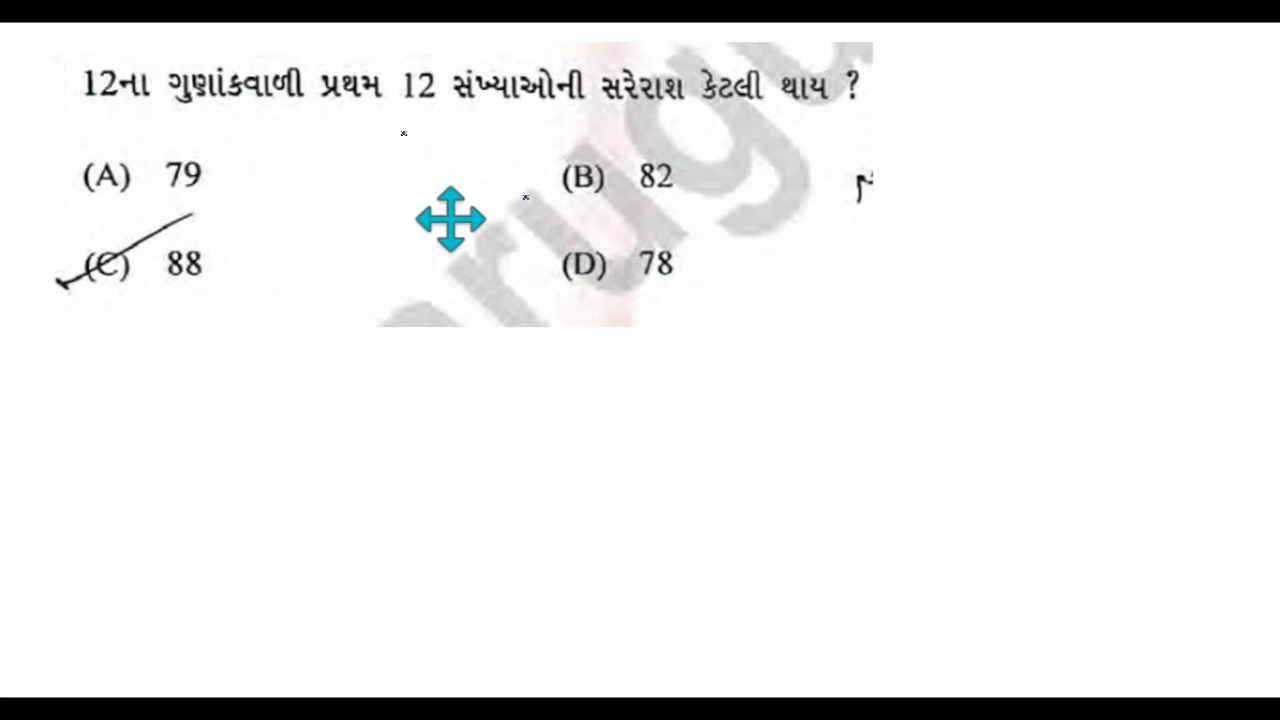 12ના ગુણાંકવાળી પ્રથમ 12 સંખ્યાઓની સરેરાશ કેટલી થાય ?
(A) 79 (B) 82
(C) 88 (D) 78